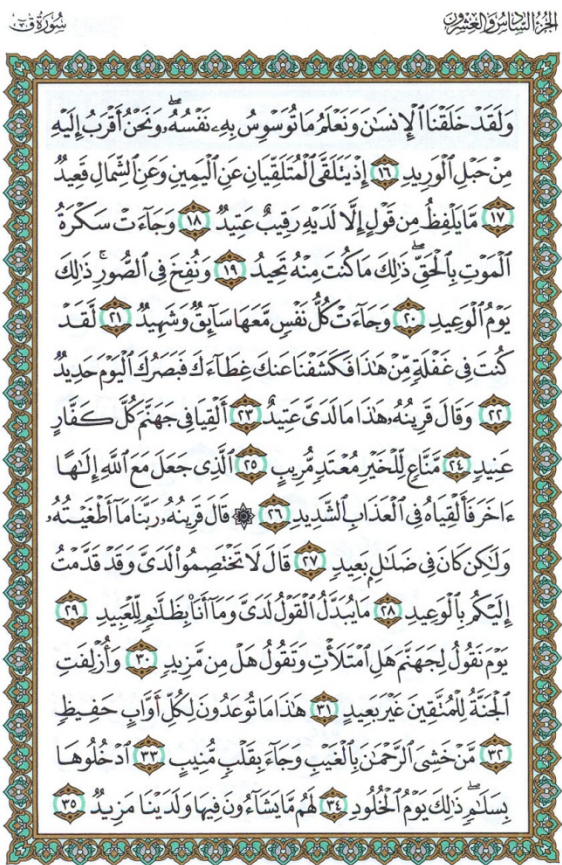 الجزء السادس والعشرون
سورة ق
وَلَقَدْ خَلَقْنَا ٱلْإِنسَٰنَ وَنَعْلَمُ مَا تُوَسْوِسُ بِهِۦ نَفْسُهُۥ ۖ وَنَحْنُ أَقْرَبُ إِلَيْهِ
مِنْ حَبْلِ ٱلْوَرِيدِ ١٦ إِذْ يَتَلَقَّى ٱلْمُتَلَقِّيَانِ عَنِ ٱلْيَمِينِ وَعَنِ ٱلشِّمَالِ قَعِيدٌ
١٧ مَّا يَلْفِظُ مِن قَوْلٍ إِلَّا لَدَيْهِ رَقِيبٌ عَتِيدٌ ١٨ وَجَآءَتْ سَكْرَةُ
ٱلْمَوْتِ بِٱلْحَقِّ ۖ ذَٰلِكَ مَا كُنتَ مِنْهُ تَحِيدُ ١٩ وَنُفِخَ فِى ٱلصُّورِ ۚ ذَٰلِكَ
يَوْمُ ٱلْوَعِيدِ ٢٠ وَجَآءَتْ كُلُّ نَفْسٍ مَّعَهَا سَآئِقٌ وَشَهِيدٌ ٢١ لَّقَدْ
كُنتَ فِى غَفْلَةٍ مِّنْ هَٰذَا فَكَشَفْنَا عَنكَ غِطَآءَكَ فَبَصَرُكَ ٱلْيَوْمَ حَدِيدٌ
٢٢ وَقَالَ قَرِينُهُۥ هَٰذَا مَا لَدَىَّ عَتِيدٌ ٢٣ أَلْقِيَا فِى جَهَنَّمَ كُلَّ كَفَّارٍ
عَنِيدٍ ٢٤ مَّنَّاعٍ لِّلْخَيْرِ مُعْتَدٍ مُّرِيبٍ ٢٥ ٱلَّذِى جَعَلَ مَعَ ٱللَّهِ إِلَٰهًا
ءَاخَرَ فَأَلْقِيَاهُ فِى ٱلْعَذَابِ ٱلشَّدِيدِ ٢٦ ۞ قَالَ قَرِينُهُۥ رَبَّنَا مَآ أَطْغَيْتُهُۥ
وَلَٰكِن كَانَ فِى ضَلَٰلٍۭ بَعِيدٍ ٢٧ قَالَ لَا تَخْتَصِمُوا۟ لَدَىَّ وَقَدْ قَدَّمْتُ
إِلَيْكُم بِٱلْوَعِيدِ ٢٨ مَا يُبَدَّلُ ٱلْقَوْلُ لَدَىَّ وَمَآ أَنَا۠ بِظَلَّٰمٍ لِّلْعَبِيدِ ٢٩
يَوْمَ نَقُولُ لِجَهَنَّمَ هَلِ ٱمْتَلَأْتِ وَتَقُولُ هَلْ مِن مَّزِيدٍ ٣٠ وَأُزْلِفَتِ
ٱلْجَنَّةُ لِلْمُتَّقِينَ غَيْرَ بَعِيدٍ ٣١ هَٰذَا مَا تُوعَدُونَ لِكُلِّ أَوَّابٍ حَفِيظٍ
٣٢ مَّنْ خَشِىَ ٱلرَّحْمَٰنَ بِٱلْغَيْبِ وَجَآءَ بِقَلْبٍ مُّنِيبٍ ٣٣ ٱدْخُلُوهَا
بِسَلَٰمٍ ۖ ذَٰلِكَ يَوْمُ ٱلْخُلُودِ ٣٤ لَهُم مَّا يَشَآءُونَ فِيهَا وَلَدَيْنَا مَزِيدٌ ٣٥